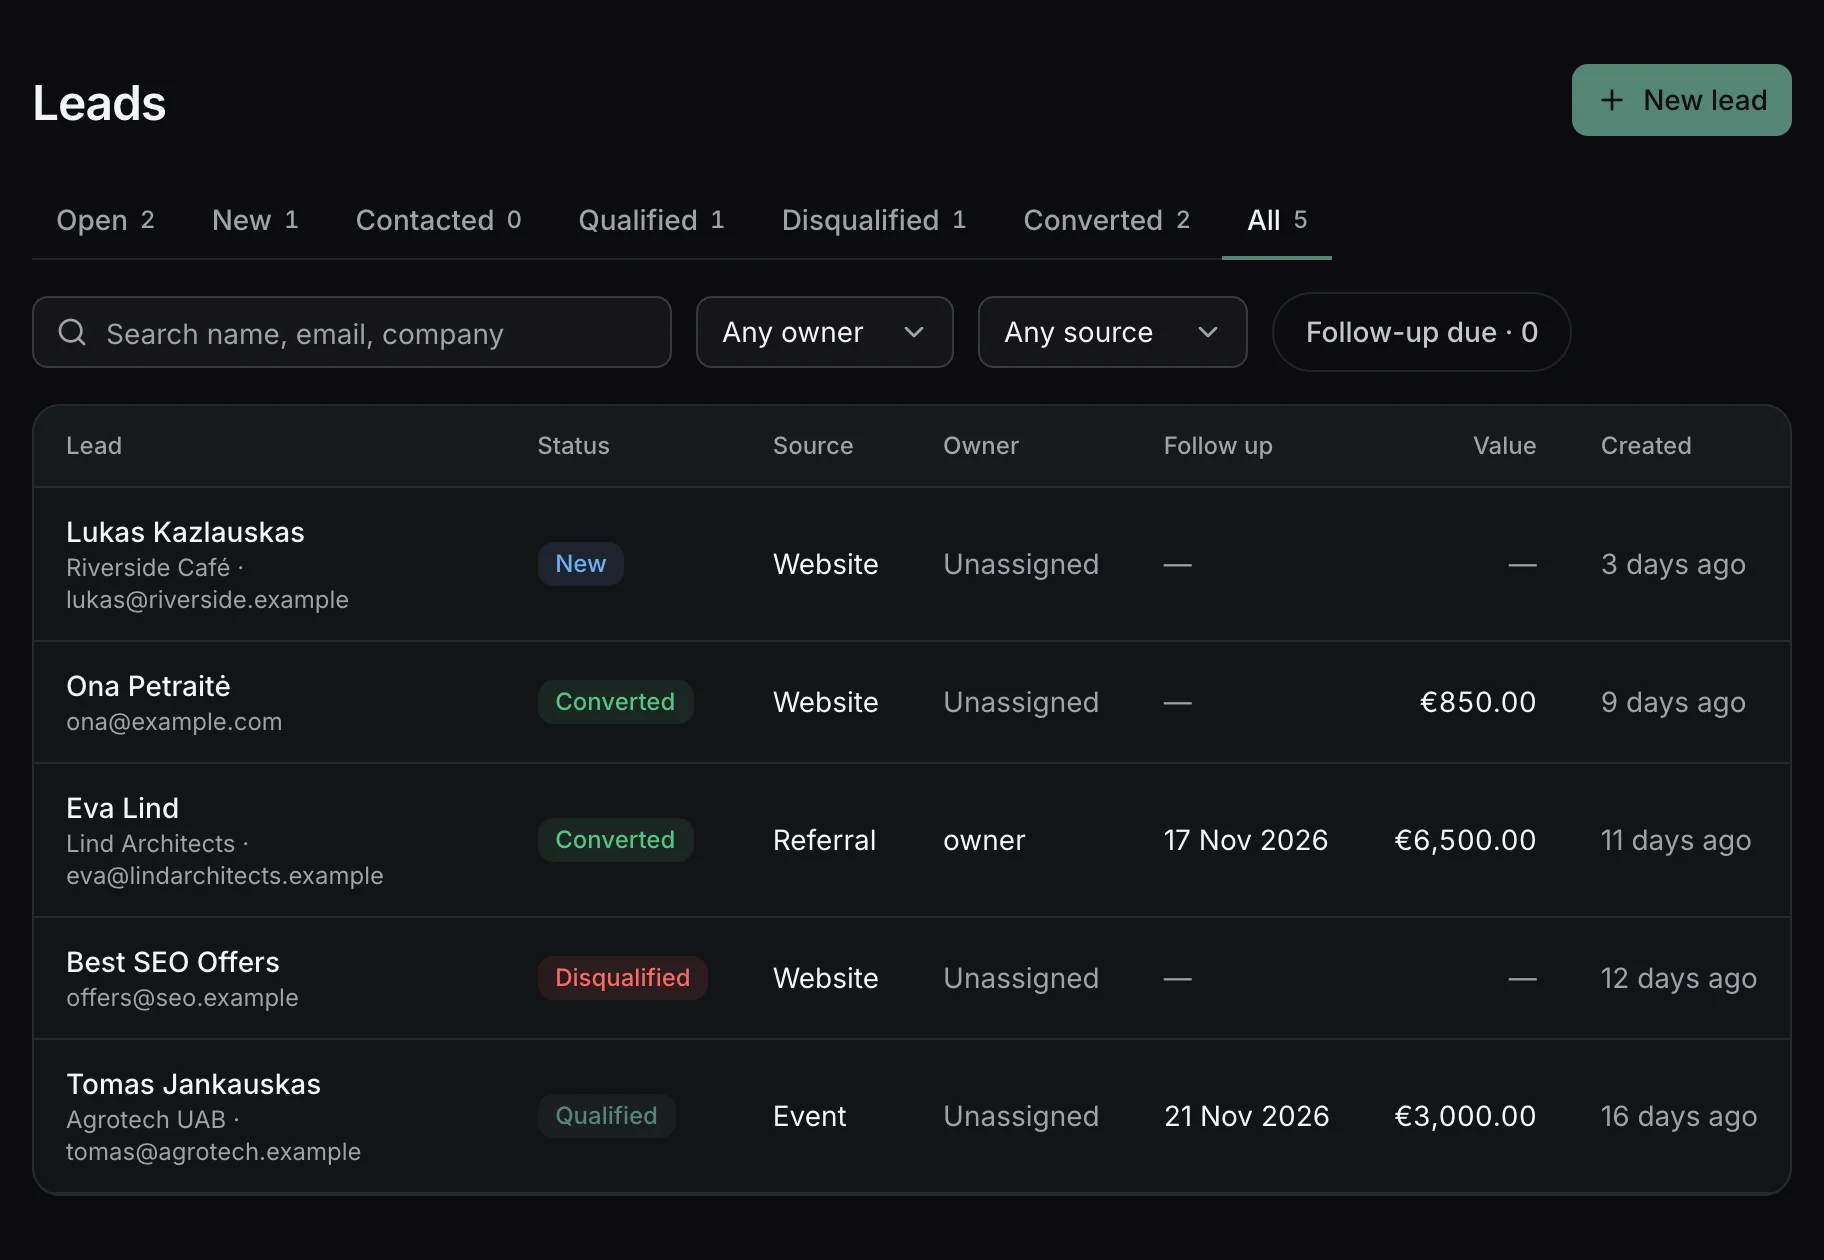 Leads
New lead
Open 2 New 1 Contacted 0 Qualified 1 Disqualified 1 Converted 2 All 5
Search name, email, company Any owner Any source Follow-up due · 0
Lead Status Source Owner Follow up Value Created
Lukas Kazlauskas
Riverside Café ·
lukas@riverside.example
New Website Unassigned — — 3 days ago
Ona Petraitė
ona@example.com
Converted Website Unassigned — €850.00 9 days ago
Eva Lind
Lind Architects ·
eva@lindarchitects.example
Converted Referral owner 17 Nov 2026 €6,500.00 11 days ago
Best SEO Offers
offers@seo.example
Disqualified Website Unassigned — — 12 days ago
Tomas Jankauskas
Agrotech UAB ·
tomas@agrotech.example
Qualified Event Unassigned 21 Nov 2026 €3,000.00 16 days ago